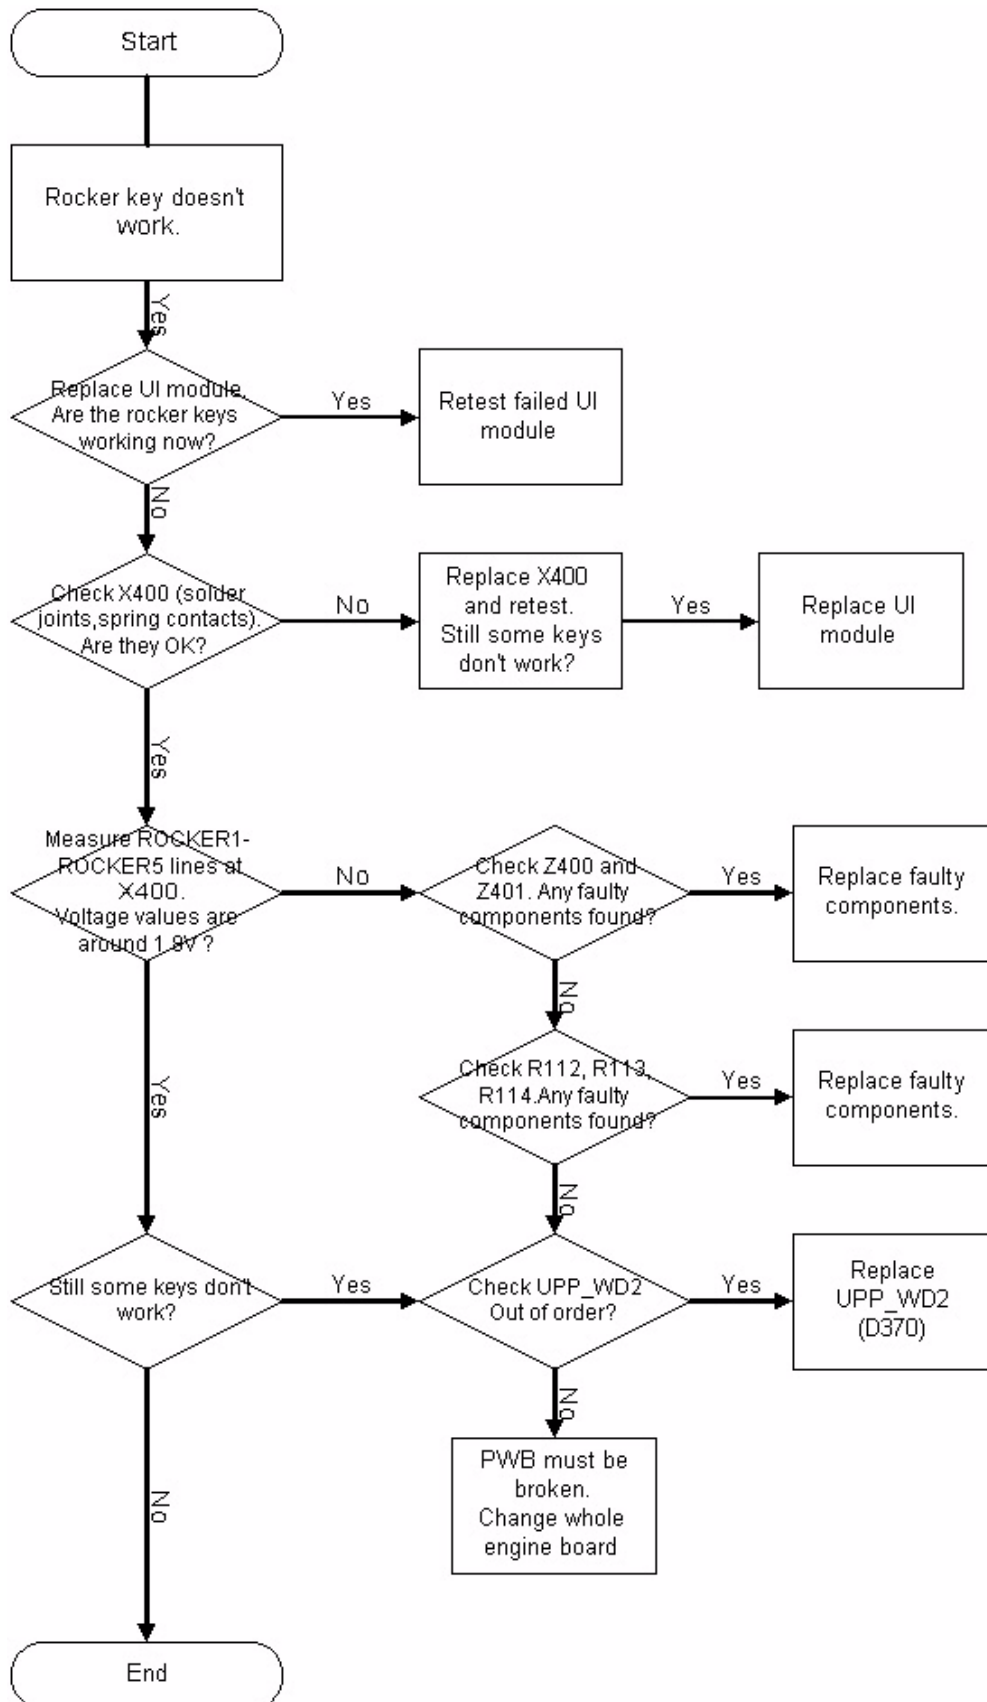 Start
Rocker key doesn't
work.
Yes
Replace UI module.
Are the rocker keys
working now?
Yes
Retest failed UI
module
No
Check X400 (solder
joints,spring contacts).
Are they OK?
No
Replace X400
and retest.
Still some keys
don't work?
Yes
Replace UI
module
Yes
Measure ROCKER1-
ROCKER5 lines at
X400.
Voltage values are
around 1.8V ?
No
Check Z400 and
Z401. Any faulty
components found?
Yes
Replace faulty
components.
No
Check R112, R113,
R114.Any faulty
components found?
Yes
Replace faulty
components.
Yes
No
Still some keys don't
work?
Yes
Check UPP_WD2
Out of order?
Yes
Replace
UPP_WD2
(D370)
No
PWB must be
broken.
Change whole
engine board
No
End